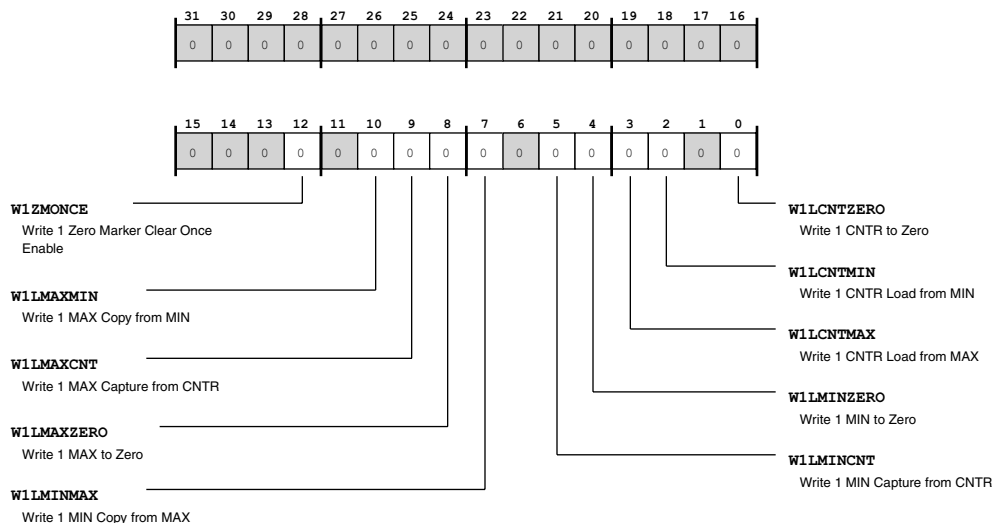 31 30 29 28 27 26 25 24 23 22 21 20 19 18 17 16
0 0 0 0 0 0 0 0 0 0 0 0 0 0 0 0
15 14 13 12 11 10 9 8 7 6 5 4 3 2 1 0
0 0 0 0 0 0 0 0 0 0 0 0 0 0 0 0
W1ZMONCE
Write 1 Zero Marker Clear Once
Enable
W1LMAXMIN
Write 1 MAX Copy from MIN
W1LMAXCNT
Write 1 MAX Capture from CNTR
W1LMAXZERO
Write 1 MAX to Zero
W1LMINMAX
Write 1 MIN Copy from MAX
W1LCNTZERO
Write 1 CNTR to Zero
W1LCNTMIN
Write 1 CNTR Load from MIN
W1LCNTMAX
Write 1 CNTR Load from MAX
W1LMINZERO
Write 1 MIN to Zero
W1LMINCNT
Write 1 MIN Capture from CNTR